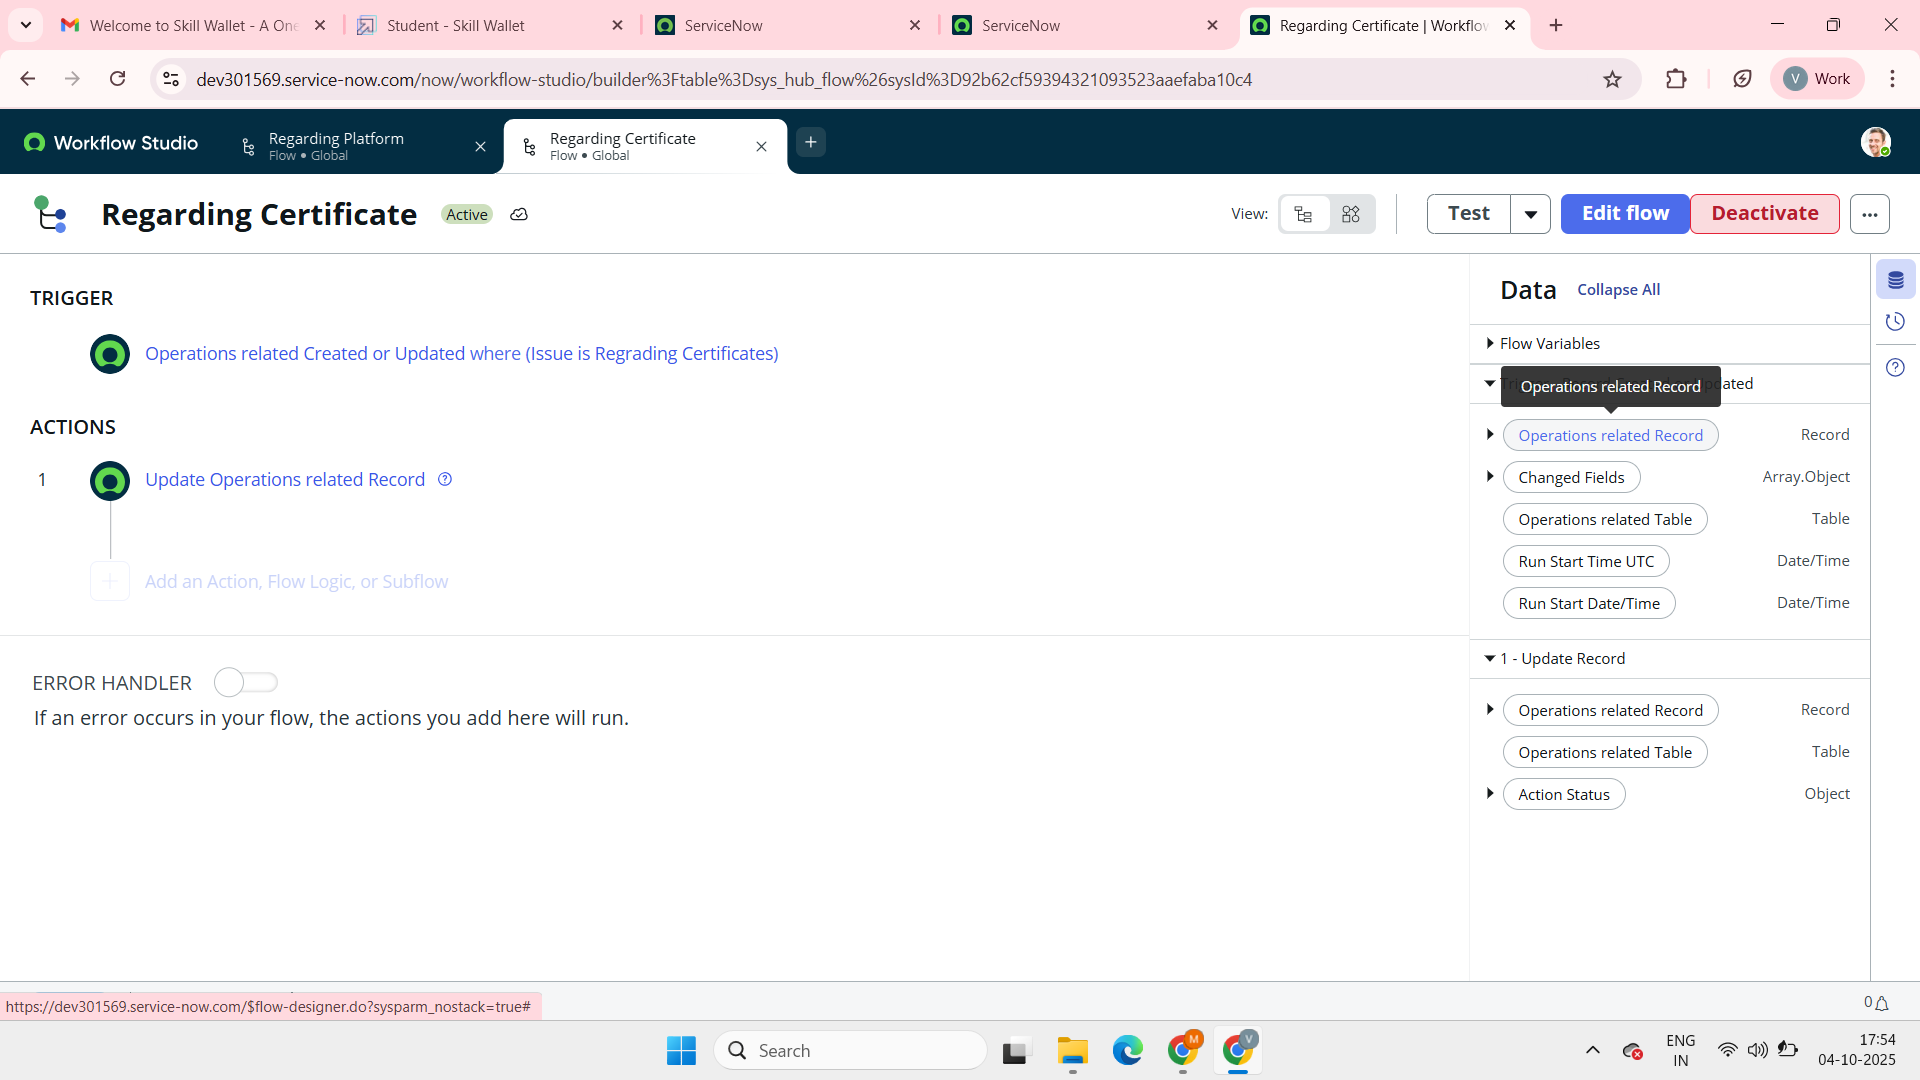 Welcome to Skill Wallet - A One
Student - Skill Wallet
ServiceNow
ServiceNow
Regarding Certificate | Workflow
dev301569.service-now.com/now/workflow-studio/builder%3Ftable%3Dsys_hub_flow%26sysId%3D92b62cf59394321093523aaefaba10c4
V
Work
Workflow Studio
Regarding Platform
Flow • Global
Regarding Certificate
Flow • Global
Regarding Certificate
Active
View:
Test
Edit flow
Deactivate
TRIGGER
Operations related Created or Updated where (Issue is Regrading Certificates)
ACTIONS
1
Update Operations related Record
Add an Action, Flow Logic, or Subflow
ERROR HANDLER
If an error occurs in your flow, the actions you add here will run.
Data
Collapse All
Flow Variables
Operations related Record
dated
Operations related Record
Record
Changed Fields
Array.Object
Operations related Table
Table
Run Start Time UTC
Date/Time
Run Start Date/Time
Date/Time
1 - Update Record
Operations related Record
Record
Operations related Table
Table
Action Status
Object
https://dev301569.service-now.com/$flow-designer.do?sysparm_nostack=true#
0
Search
M
V
ENG
IN
17:54
04-10-2025